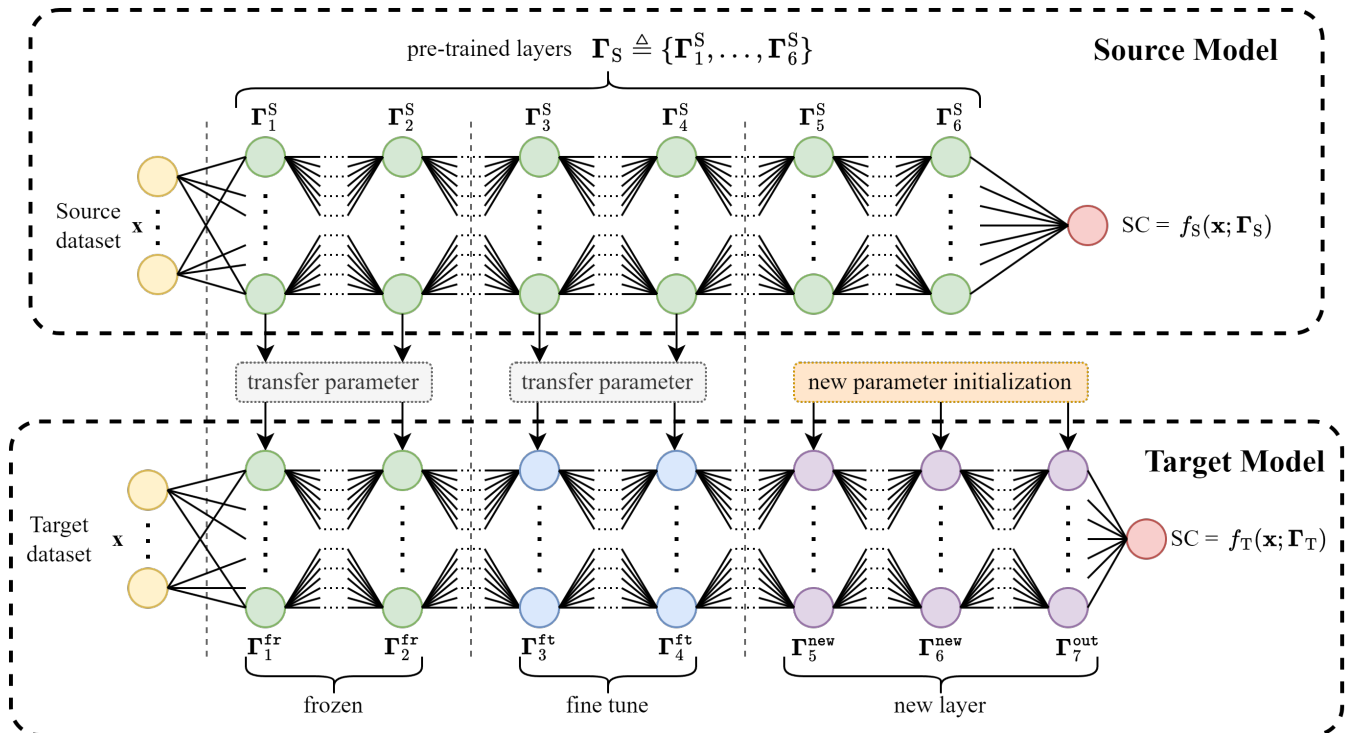 pre-trained layers Γ_S ≜ {Γ_1^S, …, Γ_6^S}
Source Model
Γ_1^S Γ_2^S Γ_3^S Γ_4^S Γ_5^S Γ_6^S
Source
dataset x
SC = f_S(x; Γ_S)
transfer parameter
transfer parameter
new parameter initialization
Target Model
Target
dataset x
SC = f_T(x; Γ_T)
Γ_1^fr Γ_2^fr Γ_3^ft Γ_4^ft Γ_5^new Γ_6^new Γ_7^out
frozen
fine tune
new layer